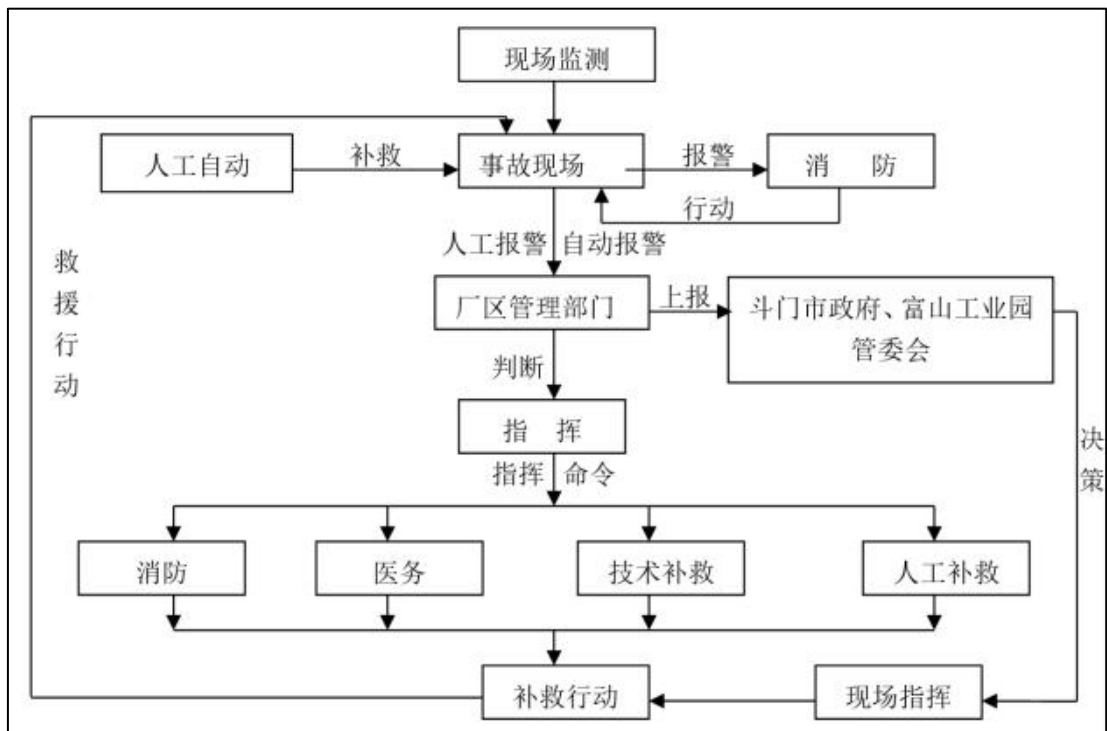 现场监测
人工自动
补救
事故现场
报警
消 防
行动
人工报警
自动报警
厂区管理部门
上报
斗门市政府、富山工业园
管委会
救
援
行
动
判断
指 挥
指挥
命令
决
策
消防
医务
技术补救
人工补救
补救行动
现场指挥